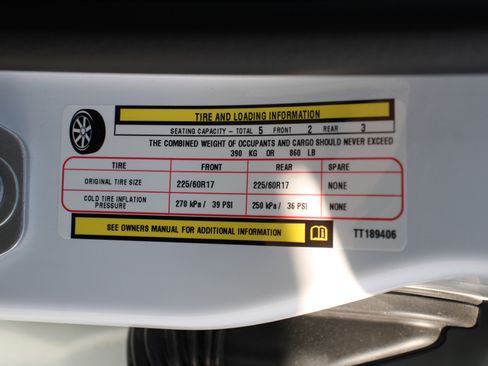 TIRE AND LOADING INFORMATION
SEATING CAPACITY - TOTAL 5 FRONT 2 REAR 3
THE COMBINED WEIGHT OF OCCUPANTS AND CARGO SHOULD NEVER EXCEED
390 KG OR 860 LB
TIRE FRONT REAR SPARE
ORIGINAL TIRE SIZE 225/60R17 225/60R17 NONE
COLD TIRE INFLATION PRESSURE 270 kPa / 39 PSI 250 kPa / 36 PSI NONE
SEE OWNERS MANUAL FOR ADDITIONAL INFORMATION
TT189406